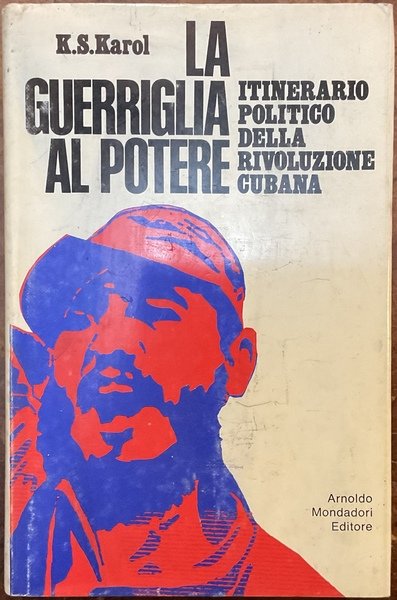 K.S.Karol
LA
GUERRIGLIA
AL POTERE
ITINERARIO
POLITICO
DELLA
RIVOLUZIONE
CUBANA
Arnoldo
Mondadori
Editore